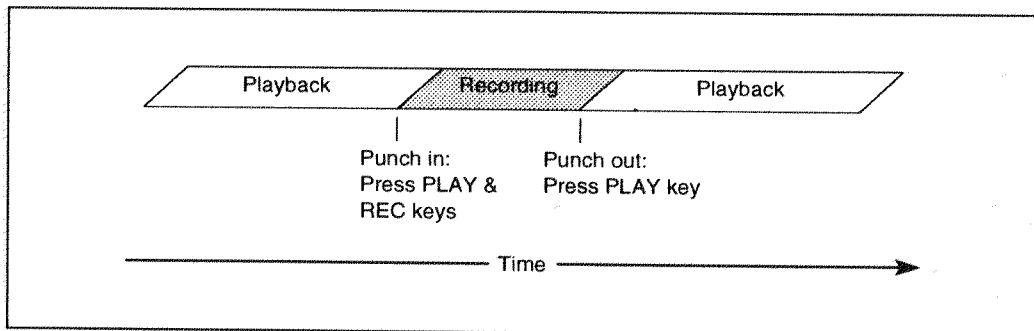 Playback Recording Playback
Punch in: Punch out:
Press PLAY & Press PLAY key
REC keys
Time